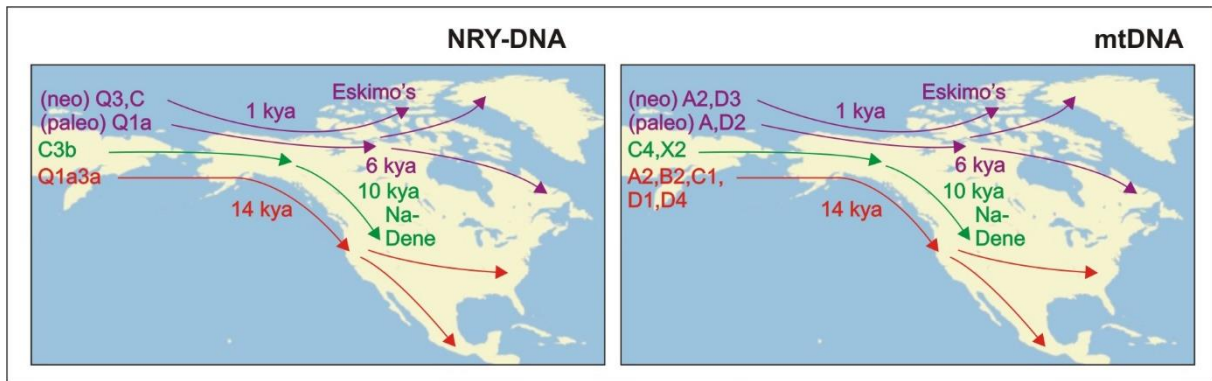 NRY-DNA
(neo) Q3,C
(paleo) Q1a
C3b
Q1a3a
1 kya
Eskimo's
6 kya
10 kya
Na-
Dene
14 kya
mtDNA
(neo) A2,D3
(paleo) A,D2
C4,X2
A2,B2,C1,
D1,D4
1 kya
Eskimo's
6 kya
10 kya
Na-
Dene
14 kya